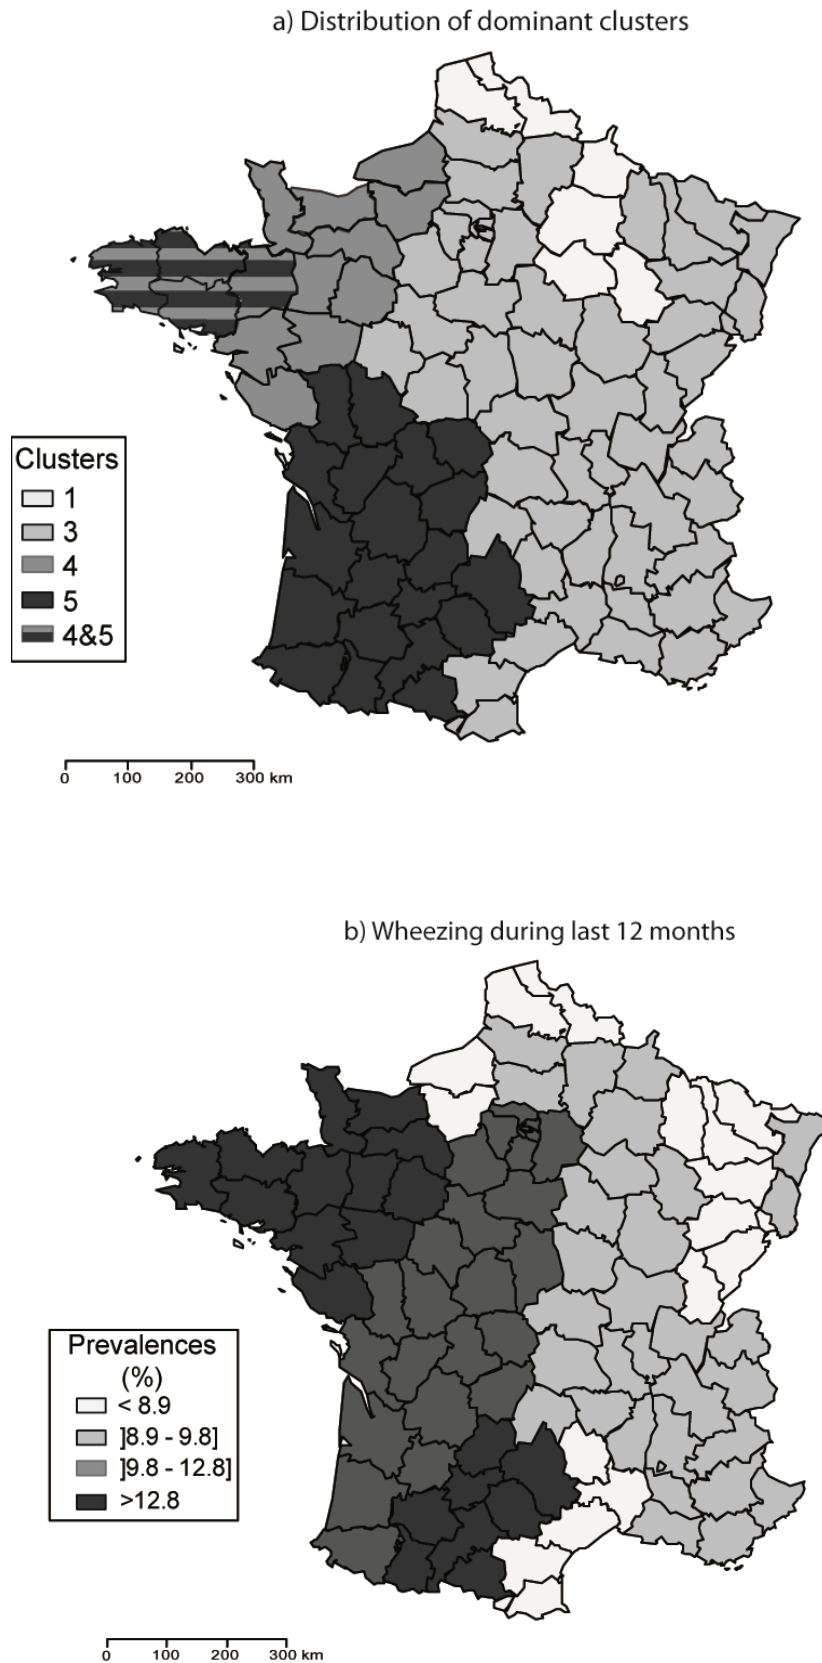 a) Distribution of dominant clusters
Clusters
1
3
4
5
4&5
0 100 200 300 km
b) Wheezing during last 12 months
Prevalences
(%)
< 8.9
]8.9 - 9.8]
]9.8 - 12.8]
>12.8
0 100 200 300 km